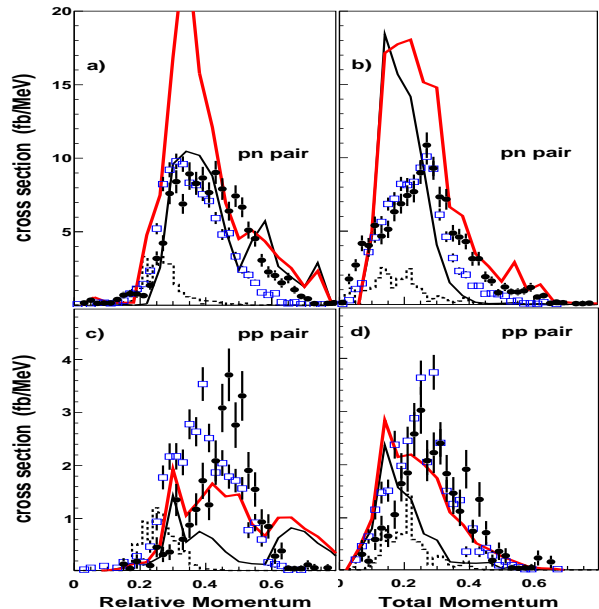 20
a)
b)
15
pn pair
pn pair
10
5
cross section (fb/MeV)
c)
pp pair
d)
pp pair
4
3
2
1
cross section (fb/MeV)
0 0.2 0.4 0.6 0 0.2 0.4 0.6 0.8
Relative Momentum Total Momentum